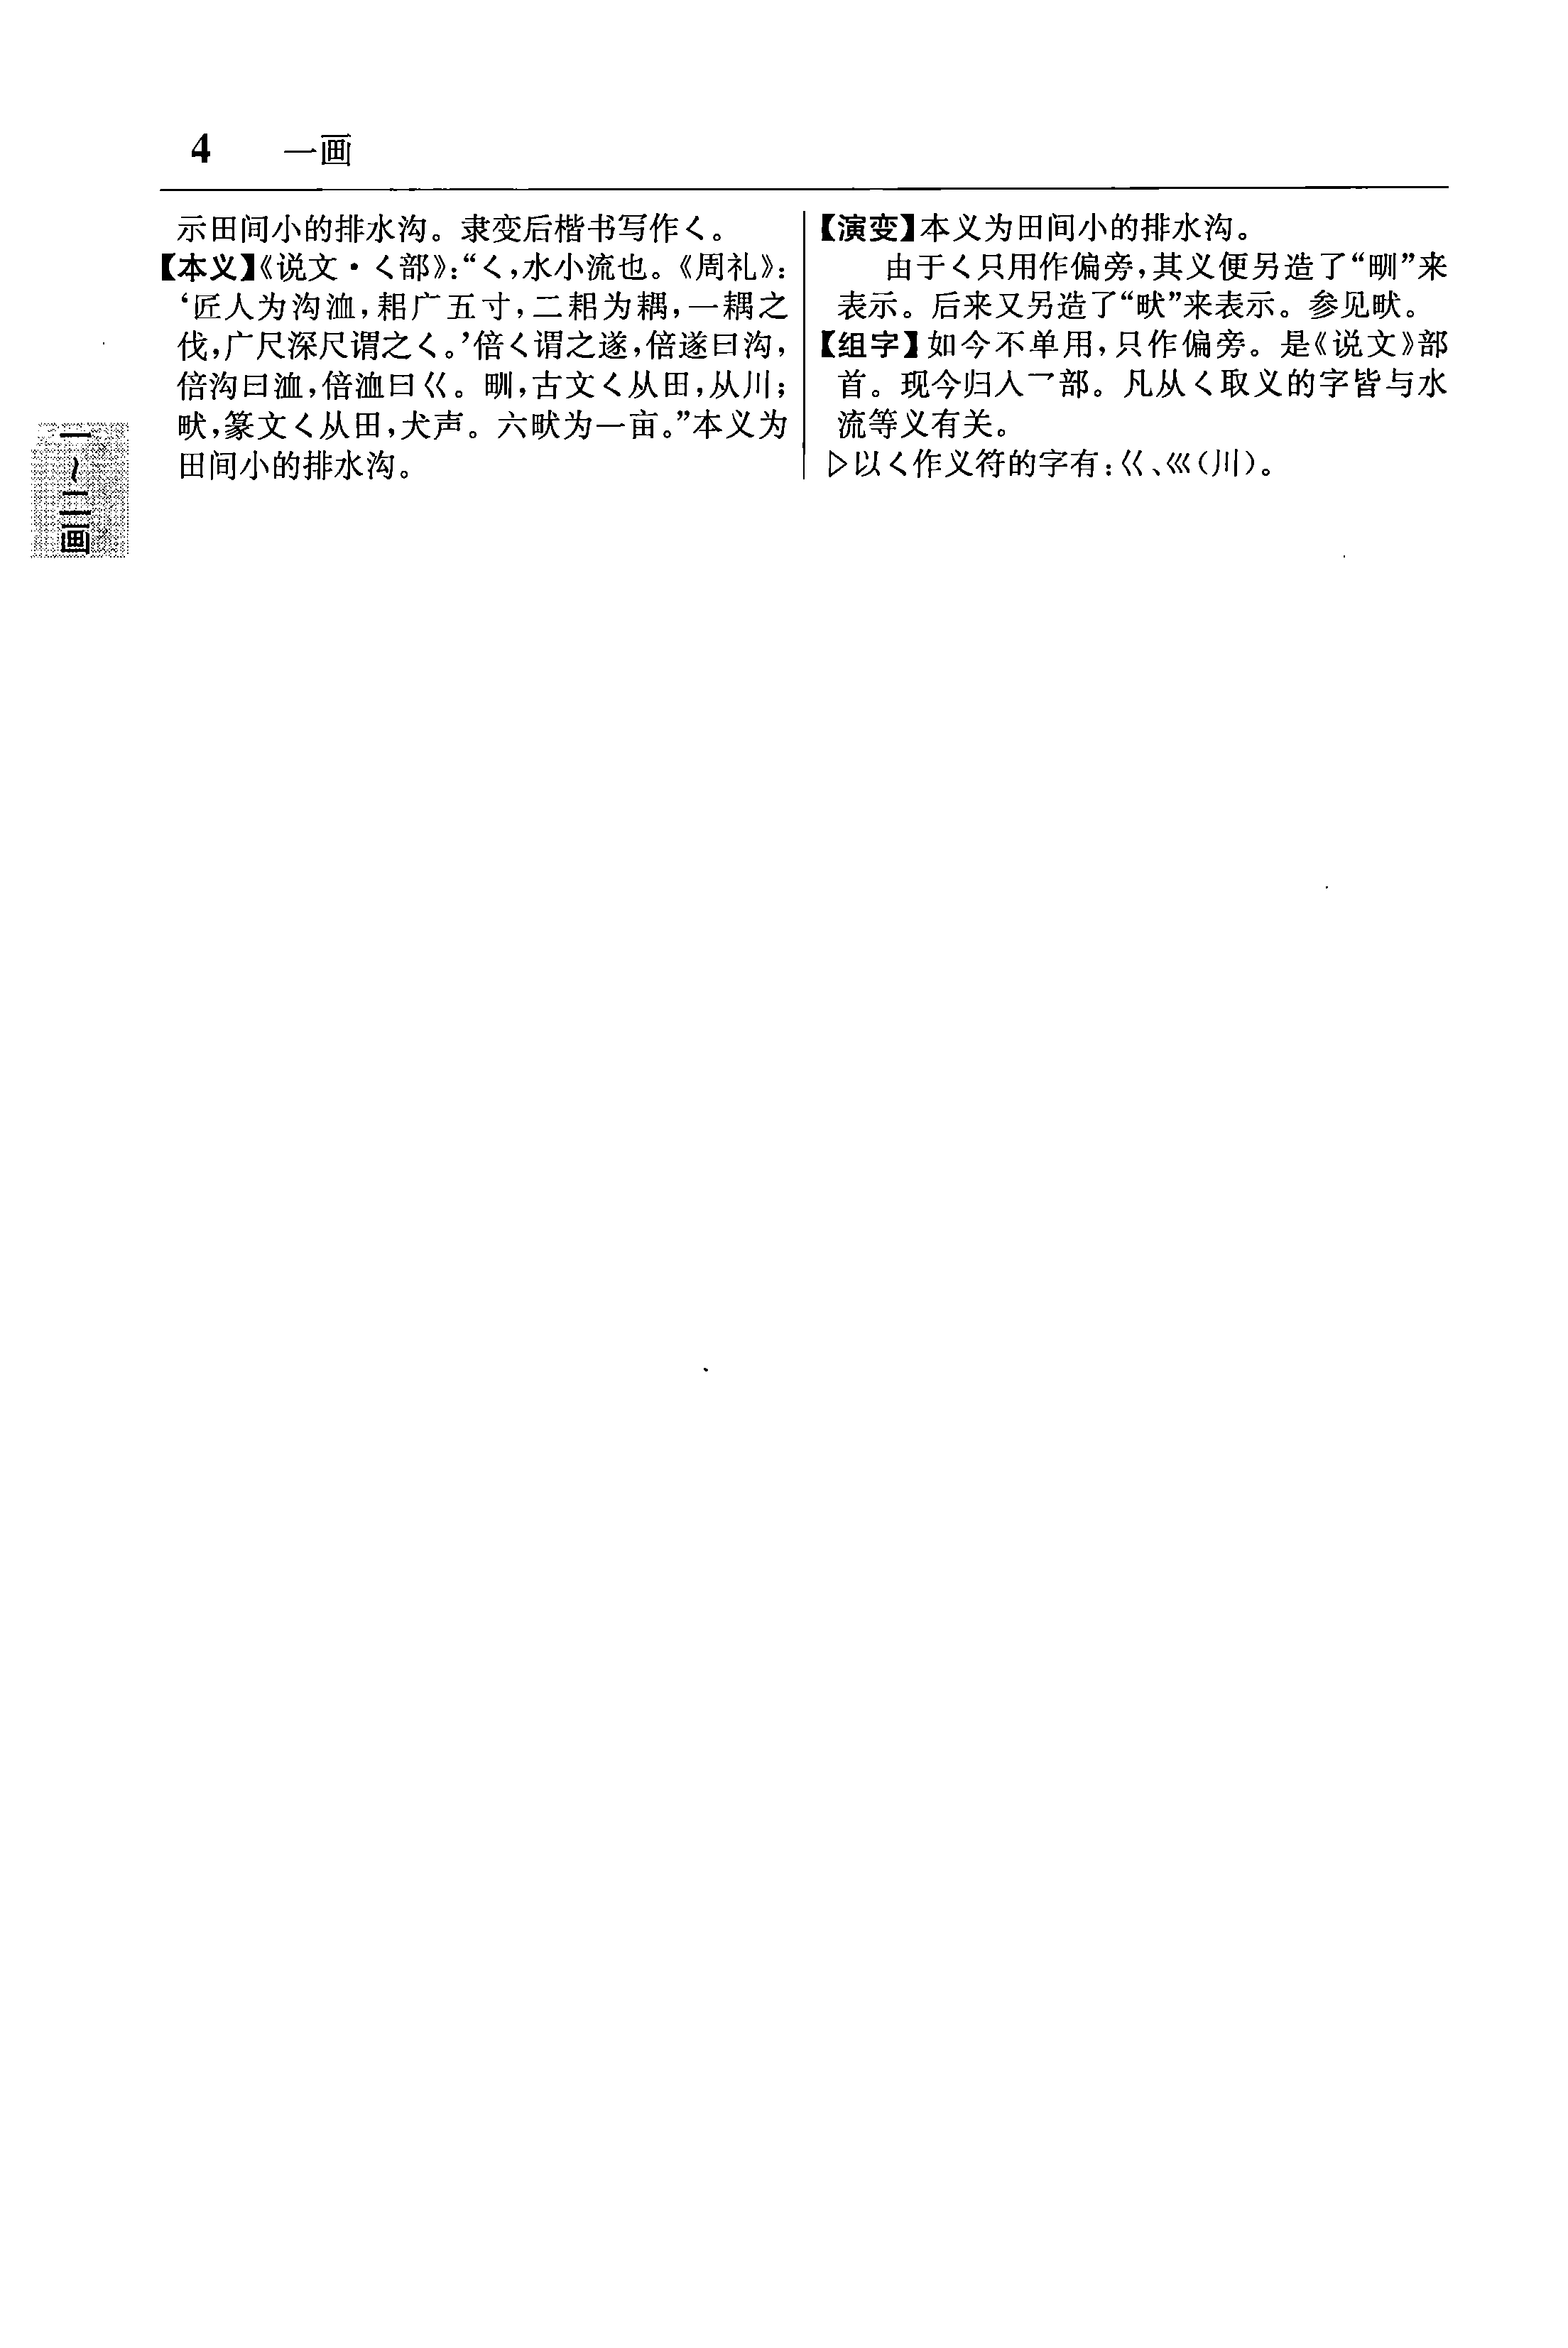 4 一画
示田间小的排水沟。隶变后楷书写作𡿨。
【本义】《说文·𡿨部》:“𡿨,水小流也。《周礼》:
‘匠人为沟洫,耜广五寸,二耜为耦,一耦之
伐,广尺深尺谓之𡿨。’倍𡿨谓之遂,倍遂曰沟,
倍沟曰洫,倍洫曰巜。甽,古文𡿨从田,从川;
畎,篆文𡿨从田,犬声。六畎为一亩。”本义为
田间小的排水沟。
【演变】本义为田间小的排水沟。
由于𡿨只用作偏旁,其义便另造了“甽”来
表示。后来又另造了“畎”来表示。参见畎。
【组字】如今不单用,只作偏旁。是《说文》部
首。现今归入乛部。凡从𡿨取义的字皆与水
流等义有关。
▷以𡿨作义符的字有:巜、巛(川)。
一~二画